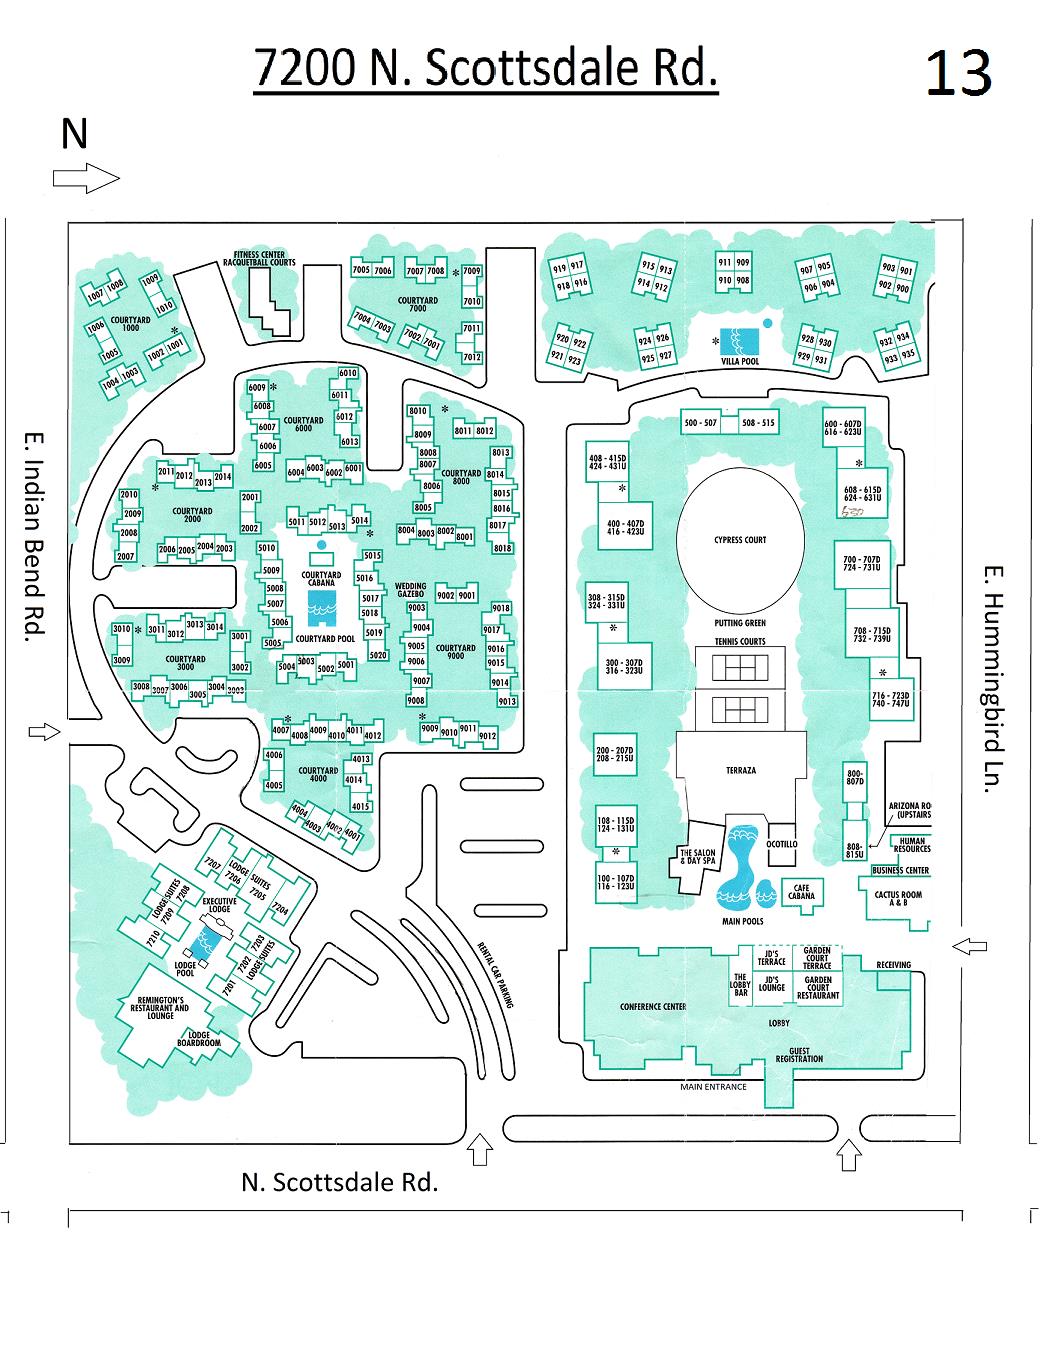 7200 N. Scottsdale Rd.
13
N
E. Indian Bend Rd.
E. Hummingbird Ln.
N. Scottsdale Rd.
FITNESS CENTER
RACQUETBALL COURTS
1007 1008
1009
1010
COURTYARD
1000
1006
1005
*
1002 1001
1004 1003
7005 7006
7007 7008
*
7009
7010
COURTYARD
7000
7004 7003
7002 7001
7011
7012
919 917
918 916
915 913
914 912
911 909
910 908
907 905
906 904
903 901
902 900
920 922
921 923
924 926
925 927
*
VILLA POOL
928 930
929 931
932 934
933 935
6009
*
6008
6007
6006
6005
COURTYARD
6000
6010
6011
6012
6013
6004 6003 6002 6001
8010
*
8009
8008
8007
8006
8005
8011 8012
COURTYARD
8000
8013
8014
8015
8016
8017
8018
8004 8003 8002 8001
2011 2012 2013 2014
*
2010
2009
2008
2007
COURTYARD
2000
2001
2002
2006 2005 2004 2003
5011 5012 5013 5014
*
5010
5009
5008
5007
5006
5005
COURTYARD
CABANA
COURTYARD POOL
5015
5016
5017
5018
5019
5020
5004 5003 5002 5001
WEDDING
GAZEBO
9002 9001
9003
9004
9005
9006
9007
9008
COURTYARD
9000
9018
9017
9016
9015
9014
9013
*
9009 9010 9011 9012
3010
*
3009
3011 3012 3013 3014
COURTYARD
3000
3001
3002
3008 3007 3006 3005 3004 3003
*
4007 4008 4009 4010 4011 4012
4006
4005
COURTYARD
4000
4013
4014
4015
4004 4003 4002 4001
500 - 507
508 - 515
408 - 415D
424 - 431U
*
400 - 407D
416 - 423U
308 - 315D
324 - 331U
*
300 - 307D
316 - 323U
200 - 207D
208 - 215U
108 - 115D
124 - 131U
*
100 - 107D
116 - 123U
600 - 607D
616 - 623U
*
608 - 615D
624 - 631U
700 - 707D
724 - 731U
708 - 715D
732 - 739U
*
716 - 723D
740 - 747U
800-
807D
808-
815U
CYPRESS COURT
PUTTING GREEN
TENNIS COURTS
TERRAZA
THE SALON
& DAY SPA
OCOTILLO
CAFE
CABANA
MAIN POOLS
ARIZONA RO
(UPSTAIRS
HUMAN
RESOURCES
BUSINESS CENTER
CACTUS ROOM
A & B
7207
7206
LODGE SUITES
7205
7204
LODGE SUITES
7208
7209
7210
EXECUTIVE
LODGE
LODGE
POOL
7203
7202
7201
LODGE SUITES
REMINGTON'S
RESTAURANT AND
LOUNGE
LODGE
BOARDROOM
RENTAL CAR PARKING
CONFERENCE CENTER
THE
LOBBY
BAR
JD'S
TERRACE
JD'S
LOUNGE
GARDEN
COURT
TERRACE
GARDEN
COURT
RESTAURANT
RECEIVING
LOBBY
GUEST
REGISTRATION
MAIN ENTRANCE